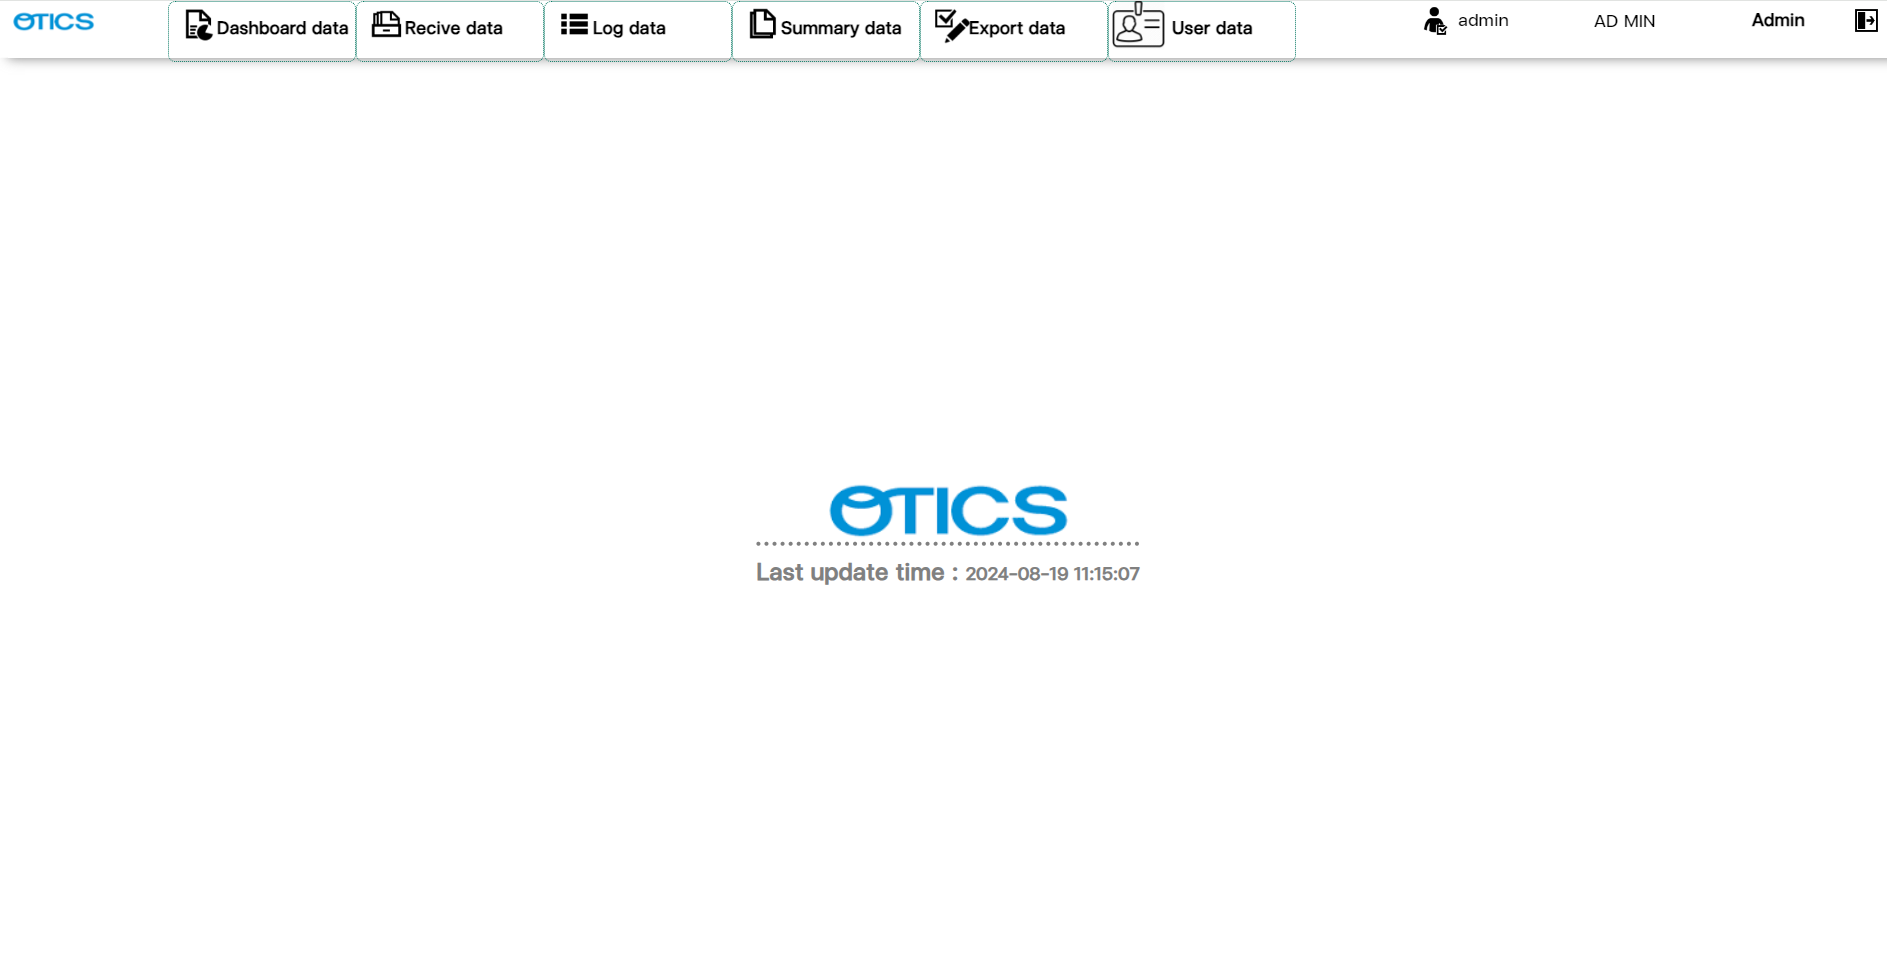 OTICS
Dashboard data
Recive data
Log data
Summary data
Export data
User data
admin
AD MIN
Admin
OTICS
Last update time : 2024-08-19 11:15:07